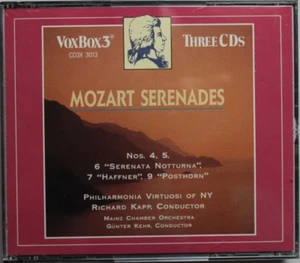 VOXBOX3®
THREE CDS
CD3X 3013
MOZART SERENADES
NOS. 4, 5,
6 "SERENATA NOTTURNA",
7 "HAFFNER", 9 "POSTHORN"
PHILHARMONIA VIRTUOSI OF NY
RICHARD KAPP, CONDUCTOR
MAINZ CHAMBER ORCHESTRA
GÜNTER KEHR, CONDUCTOR